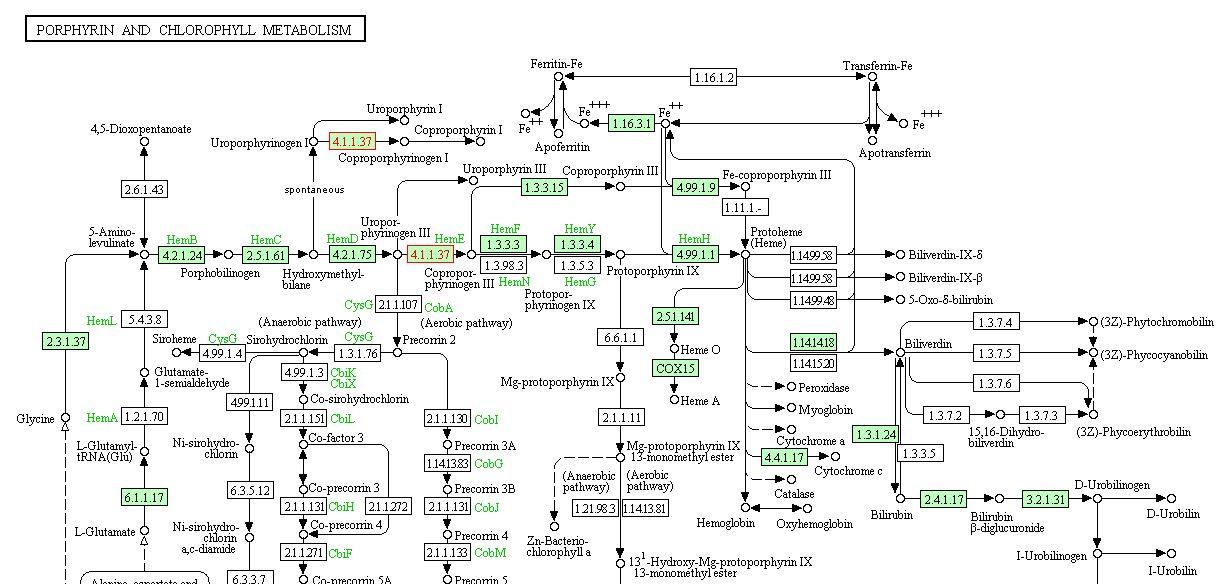 PORPHYRIN AND CHLOROPHYLL METABOLISM
Ferritin-Fe
1.16.1.2
Transferrin-Fe
Fe++
Fe+++
1.16.3.1
Fe++
Fe+++
Apoferritin
Apotransferrin
Uroporphyrin I
4,5-Dioxopentanoate
Uroporphyrinogen I
4.1.1.37
Coproporphyrin I
Coproporphyrinogen I
2.6.1.43
spontaneous
Uroporphyrin III
1.3.3.15
Coproporphyrin III
4.99.1.9
Fe-coproporphyrin III
1.11.1.-
5-Amino-
levulinate
HemB
4.2.1.24
Porphobilinogen
HemC
2.5.1.61
Hydroxymethyl-
bilane
HemD
4.2.1.75
Uropor-
phyrinogen III
HemE
4.1.1.37
Copropor-
phyrinogen III
HemF
1.3.3.3
1.3.98.3
HemN
Protopor-
phyrinogen IX
HemY
1.3.3.4
1.3.5.3
HemG
Protoporphyrin IX
HemH
4.99.1.1
Protoheme
(Heme)
1.14.99.58
Biliverdin-IX-δ
1.14.99.58
Biliverdin-IX-β
1.14.99.48
5-Oxo-δ-bilirubin
CysG
2.1.1.107
CobA
(Anaerobic pathway)
(Aerobic pathway)
HemL
5.4.3.8
2.3.1.37
Siroheme
CysG
4.99.1.4
Sirohydrochlorin
CysG
1.3.1.76
Precorrin 2
6.6.1.1
2.5.1.141
Heme O
COX15
Heme A
1.14.14.18
1.14.15.20
Biliverdin
1.3.7.4
(3Z)-Phytochromobilin
1.3.7.5
(3Z)-Phycocyanobilin
1.3.7.6
1.3.7.2
1.3.7.3
15,16-Dihydro-
biliverdin
(3Z)-Phycoerythrobilin
Glutamate-
1-semialdehyde
4.99.1.3
CbiK
CbiX
Mg-protoporphyrin IX
Peroxidase
Myoglobin
Co-sirohydrochlorin
4.99.1.11
Glycine
HemA
1.2.1.70
2.1.1.151
CbiL
2.1.1.130
CobI
2.1.1.11
1.3.1.24
1.3.3.5
Cytochrome a
4.4.1.17
Cytochrome c
L-Glutamyl-
tRNA(Glu)
Ni-sirohydro-
chlorin
Co-factor 3
Precorrin 3A
1.14.13.83
CobG
Mg-protoporphyrin IX
13-monomethyl ester
(Anaerobic
pathway)
(Aerobic
pathway)
Catalase
6.1.1.17
6.3.5.12
Co-precorrin 3
Precorrin 3B
2.1.1.131
CbiH
2.1.1.272
2.1.1.131
CobJ
1.21.98.3
1.14.13.81
Hemoglobin
Oxyhemoglobin
Bilirubin
2.4.1.17
Bilirubin
β-diglucuronide
3.2.1.31
D-Urobilinogen
D-Urobilin
L-Glutamate
Ni-sirohydro-
chlorin
a,c-diamide
Co-precorrin 4
Precorrin 4
2.1.1.271
CbiF
2.1.1.133
CobM
Zn-Bacterio-
chlorophyll a
I-Urobilinogen
I-Urobilin
6.3.3.7
Co-precorrin 5A
Precorrin 5
13¹-Hydroxy-Mg-protoporphyrin IX
13-monomethyl ester
Alanine, aspartate and